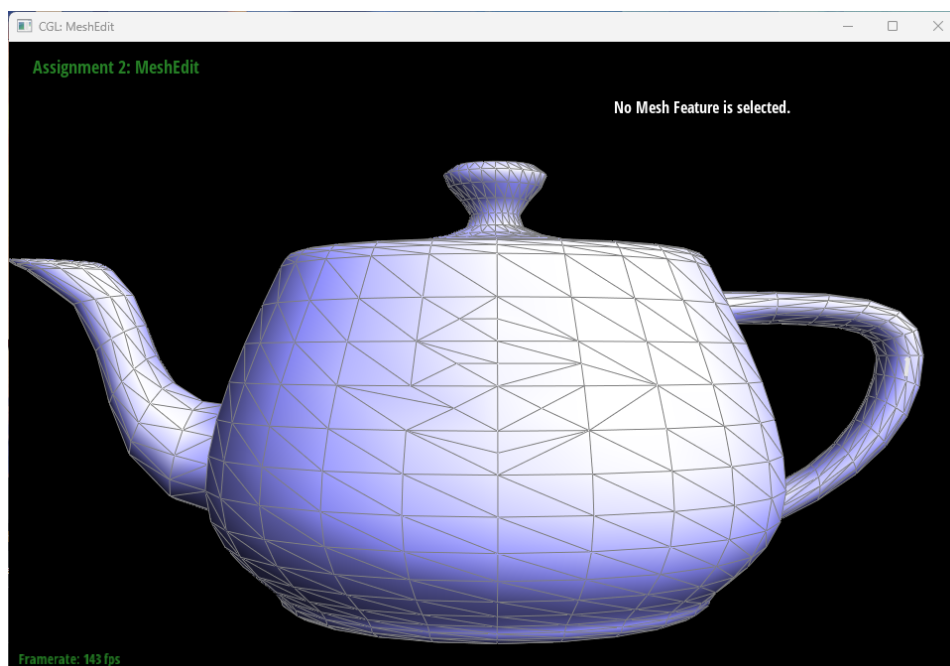 CGL: MeshEdit
Assignment 2: MeshEdit
No Mesh Feature is selected.
Framerate: 143 fps